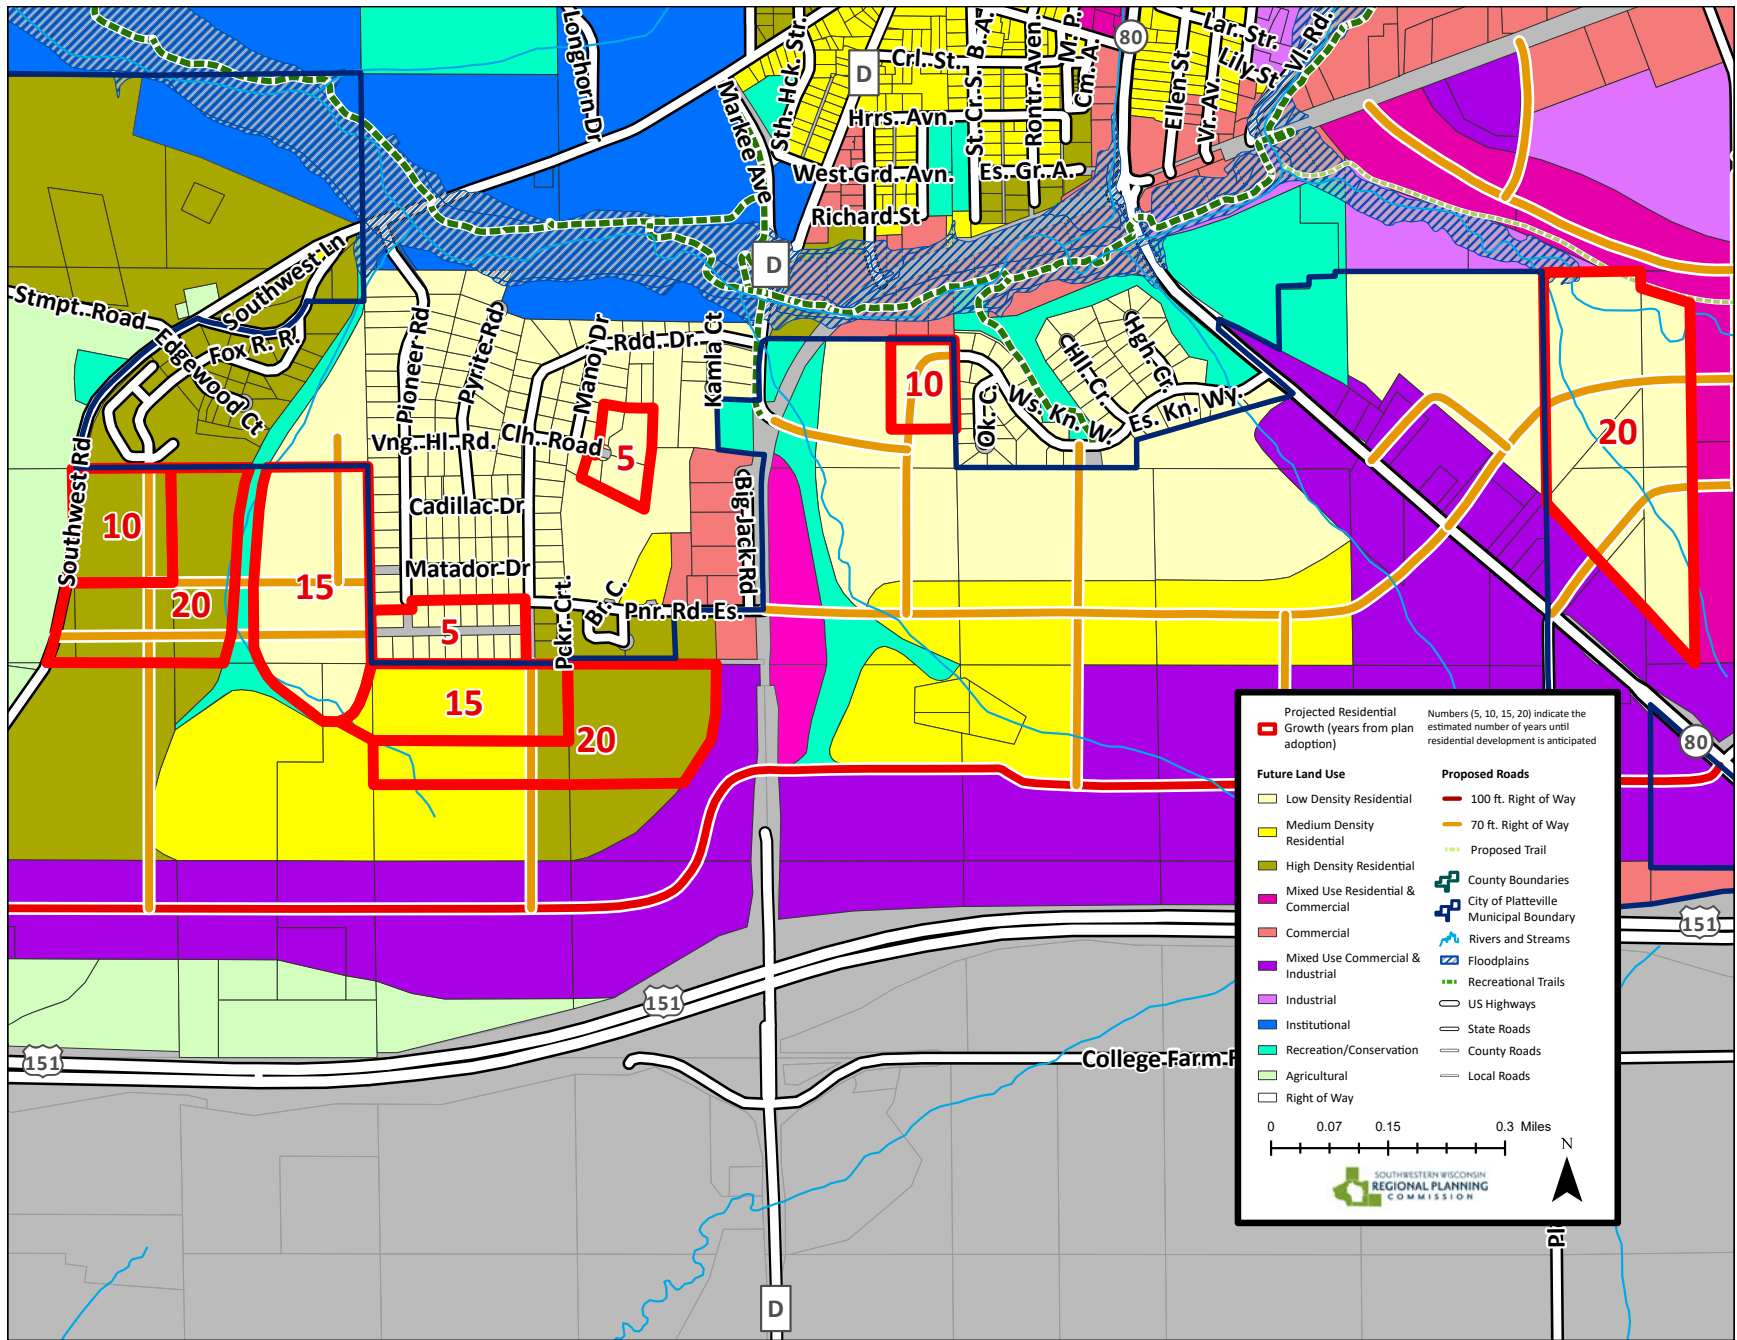 Longhorn Dr
Sth. Hck. Str.
D
Crl. St.
B. A.
M. P.
Cm. A.
80
Lar. Str.
Lily St
Vl. Rd.
Ellen St
Vr. Av.
Markee Ave
Hrrs. Avn.
St. Cr. S.
Rontr. Aven.
West Grd. Avn.
Es. Gr. A.
Richard St
D
Southwest Ln
Stmpt. Road
Edgewood Ct
Fox R. R.
Pioneer Rd
Pyrite Rd
Manoj Dr
Rdd. Dr.
Kamla Ct
10
Ok. C.
Ws. Kn. W.
CHll. Cr.
CHgh. Cr.
Es. Kn. Wy.
20
Vng. Hl. Rd.
Clh. Road
5
Southwest Rd
10
Cadillac Dr
Big Jack Rd
Matador Dr
15
20
5
Pckr. Crt.
Br. C.
Pnr. Rd. Es.
15
20
80
151
151
151
College Farm R
D
Pl
Projected Residential
Growth (years from plan
adoption)
Numbers (5, 10, 15, 20) indicate the
estimated number of years until
residential development is anticipated
Future Land Use
Low Density Residential
Medium Density
Residential
High Density Residential
Mixed Use Residential &
Commercial
Commercial
Mixed Use Commercial &
Industrial
Industrial
Institutional
Recreation/Conservation
Agricultural
Right of Way
Proposed Roads
100 ft. Right of Way
70 ft. Right of Way
Proposed Trail
County Boundaries
City of Platteville
Municipal Boundary
Rivers and Streams
Floodplains
Recreational Trails
US Highways
State Roads
County Roads
Local Roads
0 0.07 0.15 0.3 Miles
N
SOUTHWESTERN WISCONSIN
REGIONAL PLANNING
COMMISSION